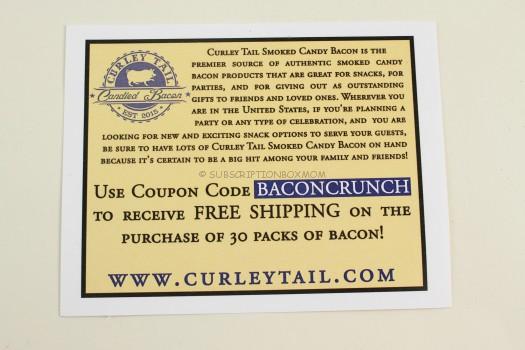 CURLEY TAIL
Candied Bacon
EST 2015
CURLEY TAIL SMOKED CANDY BACON IS THE
PREMIER SOURCE OF AUTHENTIC SMOKED CANDY
BACON PRODUCTS THAT ARE GREAT FOR SNACKS, FOR
PARTIES, AND FOR GIVING OUT AS OUTSTANDING
GIFTS TO FRIENDS AND LOVED ONES. WHEREVER YOU
ARE IN THE UNITED STATES, IF YOU'RE PLANNING A
PARTY OR ANY TYPE OF CELEBRATION, AND YOU ARE
LOOKING FOR NEW AND EXCITING SNACK OPTIONS TO SERVE YOUR GUESTS,
BE SURE TO HAVE LOTS OF CURLEY TAIL SMOKED CANDY BACON ON HAND
BECAUSE IT'S CERTAIN TO BE A BIG HIT AMONG YOUR FAMILY AND FRIENDS!
© SUBSCRIPTIONBOXMOM
USE COUPON CODE BACONCRUNCH
TO RECEIVE FREE SHIPPING ON THE
PURCHASE OF 30 PACKS OF BACON!
WWW.CURLEYTAIL.COM